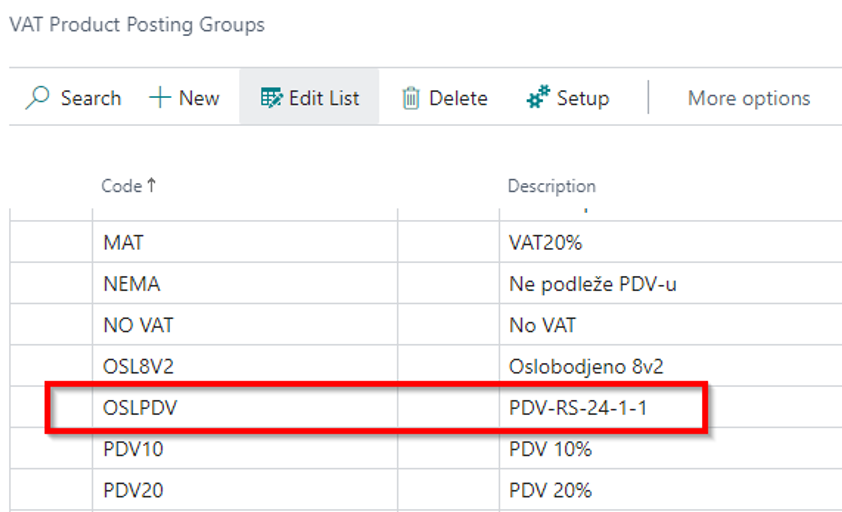 VAT Product Posting Groups
Search New Edit List Delete Setup More options
Code ↑ Description
MAT VAT20%
NEMA Ne podleže PDV-u
NO VAT No VAT
OSL8V2 Oslobodjeno 8v2
OSLPDV PDV-RS-24-1-1
PDV10 PDV 10%
PDV20 PDV 20%